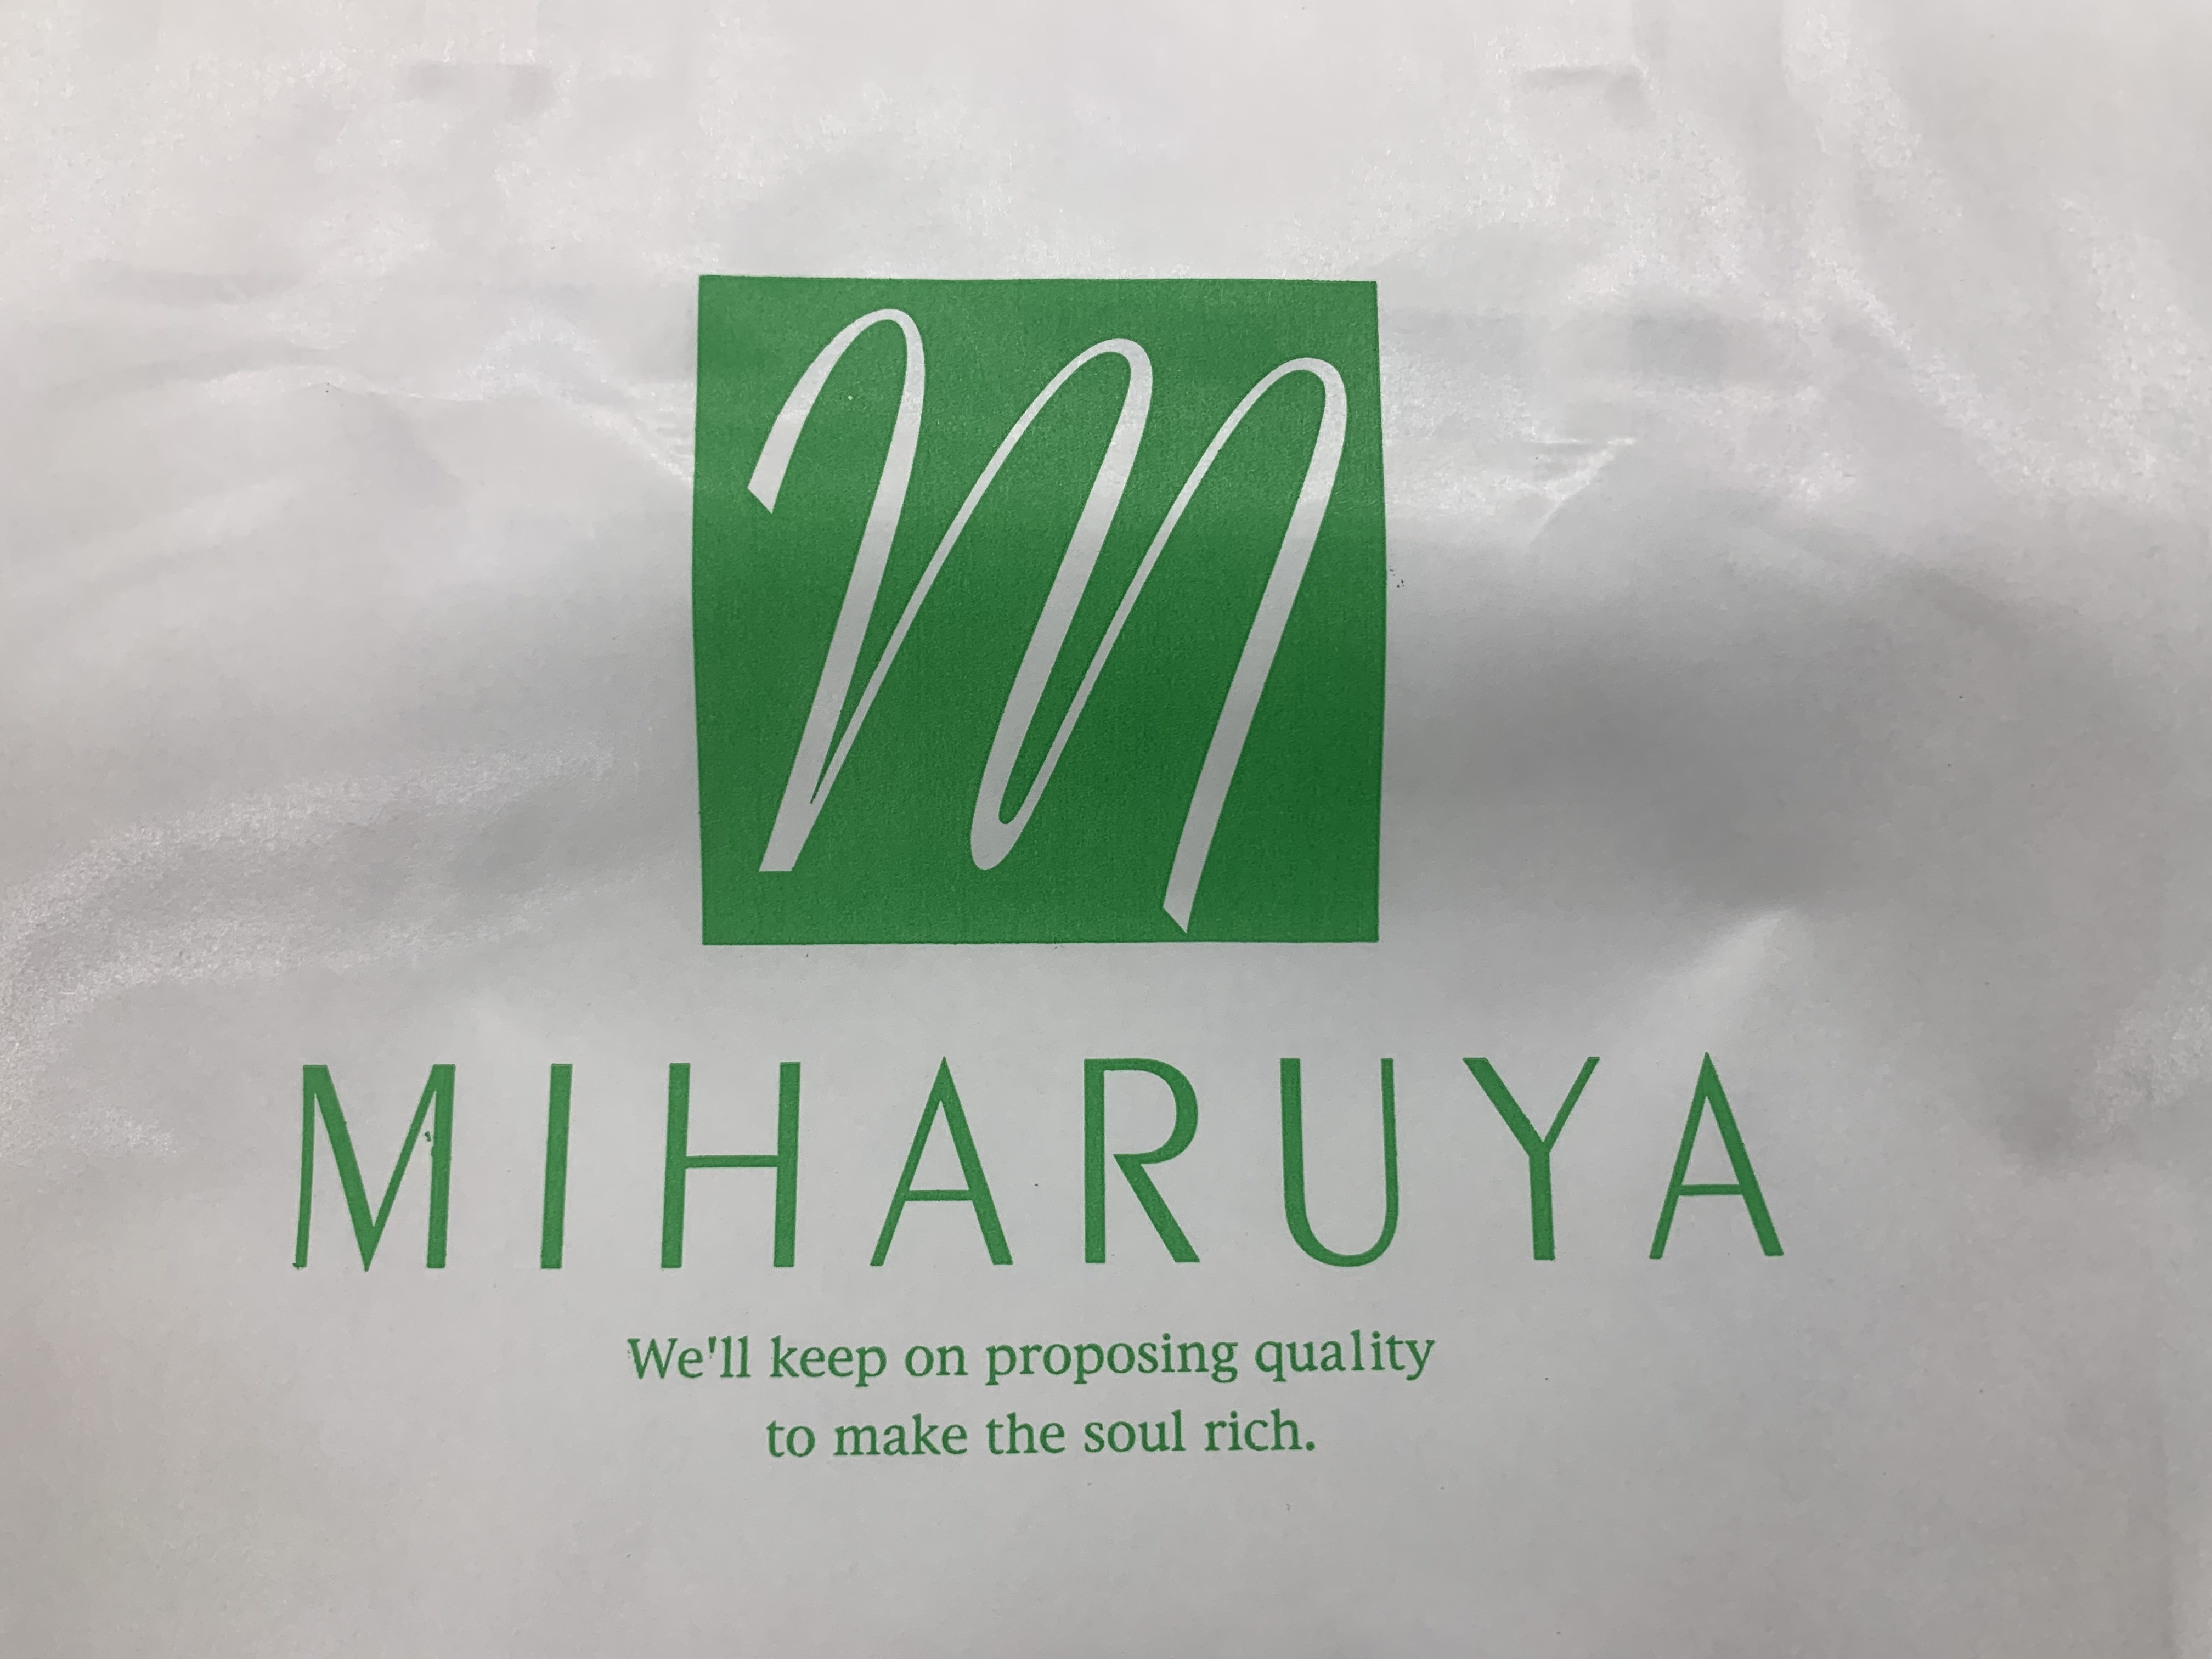 M
MIHARUYA
We'll keep on proposing quality
to make the soul rich.